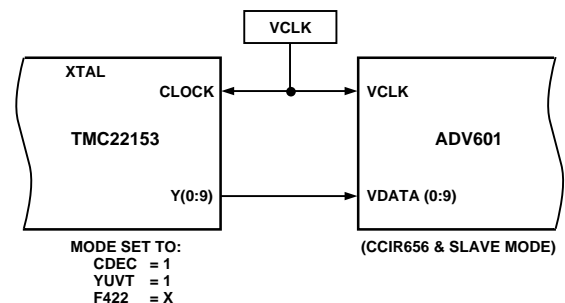 VCLK
XTAL
CLOCK
VCLK
TMC22153
ADV601
Y(0:9)
VDATA (0:9)
MODE SET TO:
CDEC = 1
YUVT = 1
F422 = X
(CCIR656 & SLAVE MODE)